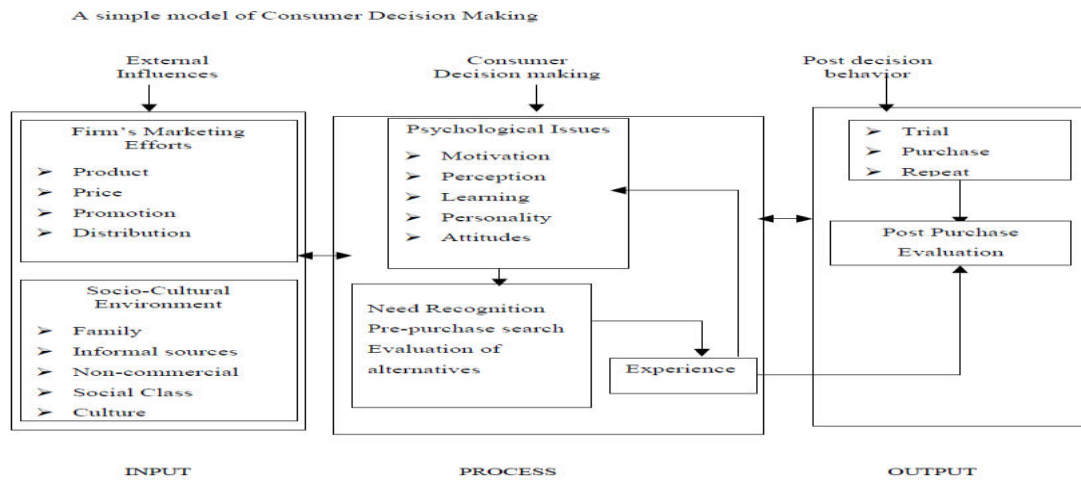 A simple model of Consumer Decision Making
External
Influences
Consumer
Decision making
Post decision
behavior
Firm's Marketing
Efforts
➢ Product
➢ Price
➢ Promotion
➢ Distribution
Socio-Cultural
Environment
➢ Family
➢ Informal sources
➢ Non-commercial
➢ Social Class
➢ Culture
Psychological Issues
➢ Motivation
➢ Perception
➢ Learning
➢ Personality
➢ Attitudes
Need Recognition
Pre-purchase search
Evaluation of
alternatives
Experience
➢ Trial
➢ Purchase
➢ Repeat
Post Purchase
Evaluation
INPUT
PROCESS
OUTPUT